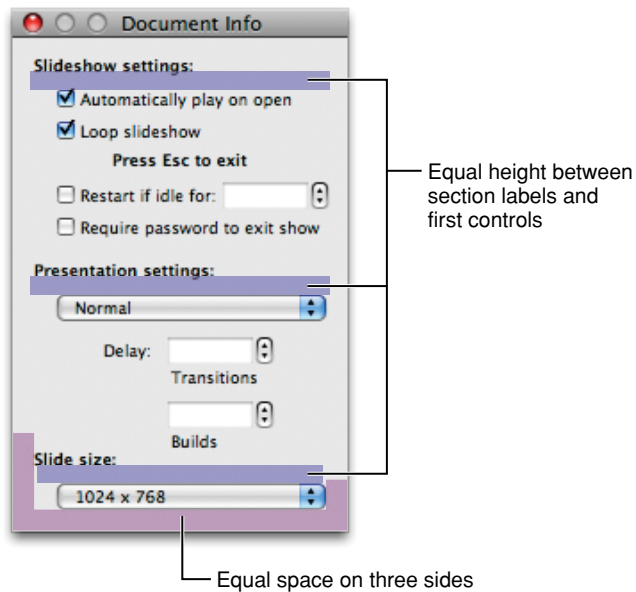 Document Info
Slideshow settings:
Automatically play on open
Loop slideshow
Press Esc to exit
Restart if idle for:
Require password to exit show
Equal height between
section labels and
first controls
Presentation settings:
Normal
Delay:
Transitions
Builds
Slide size:
1024 x 768
Equal space on three sides